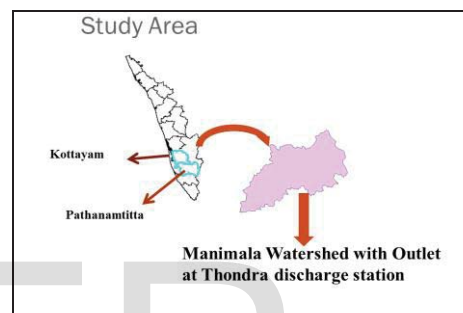 Study Area
Kottayam
Pathanamtitta
Manimala Watershed with Outlet
at Thondra discharge station